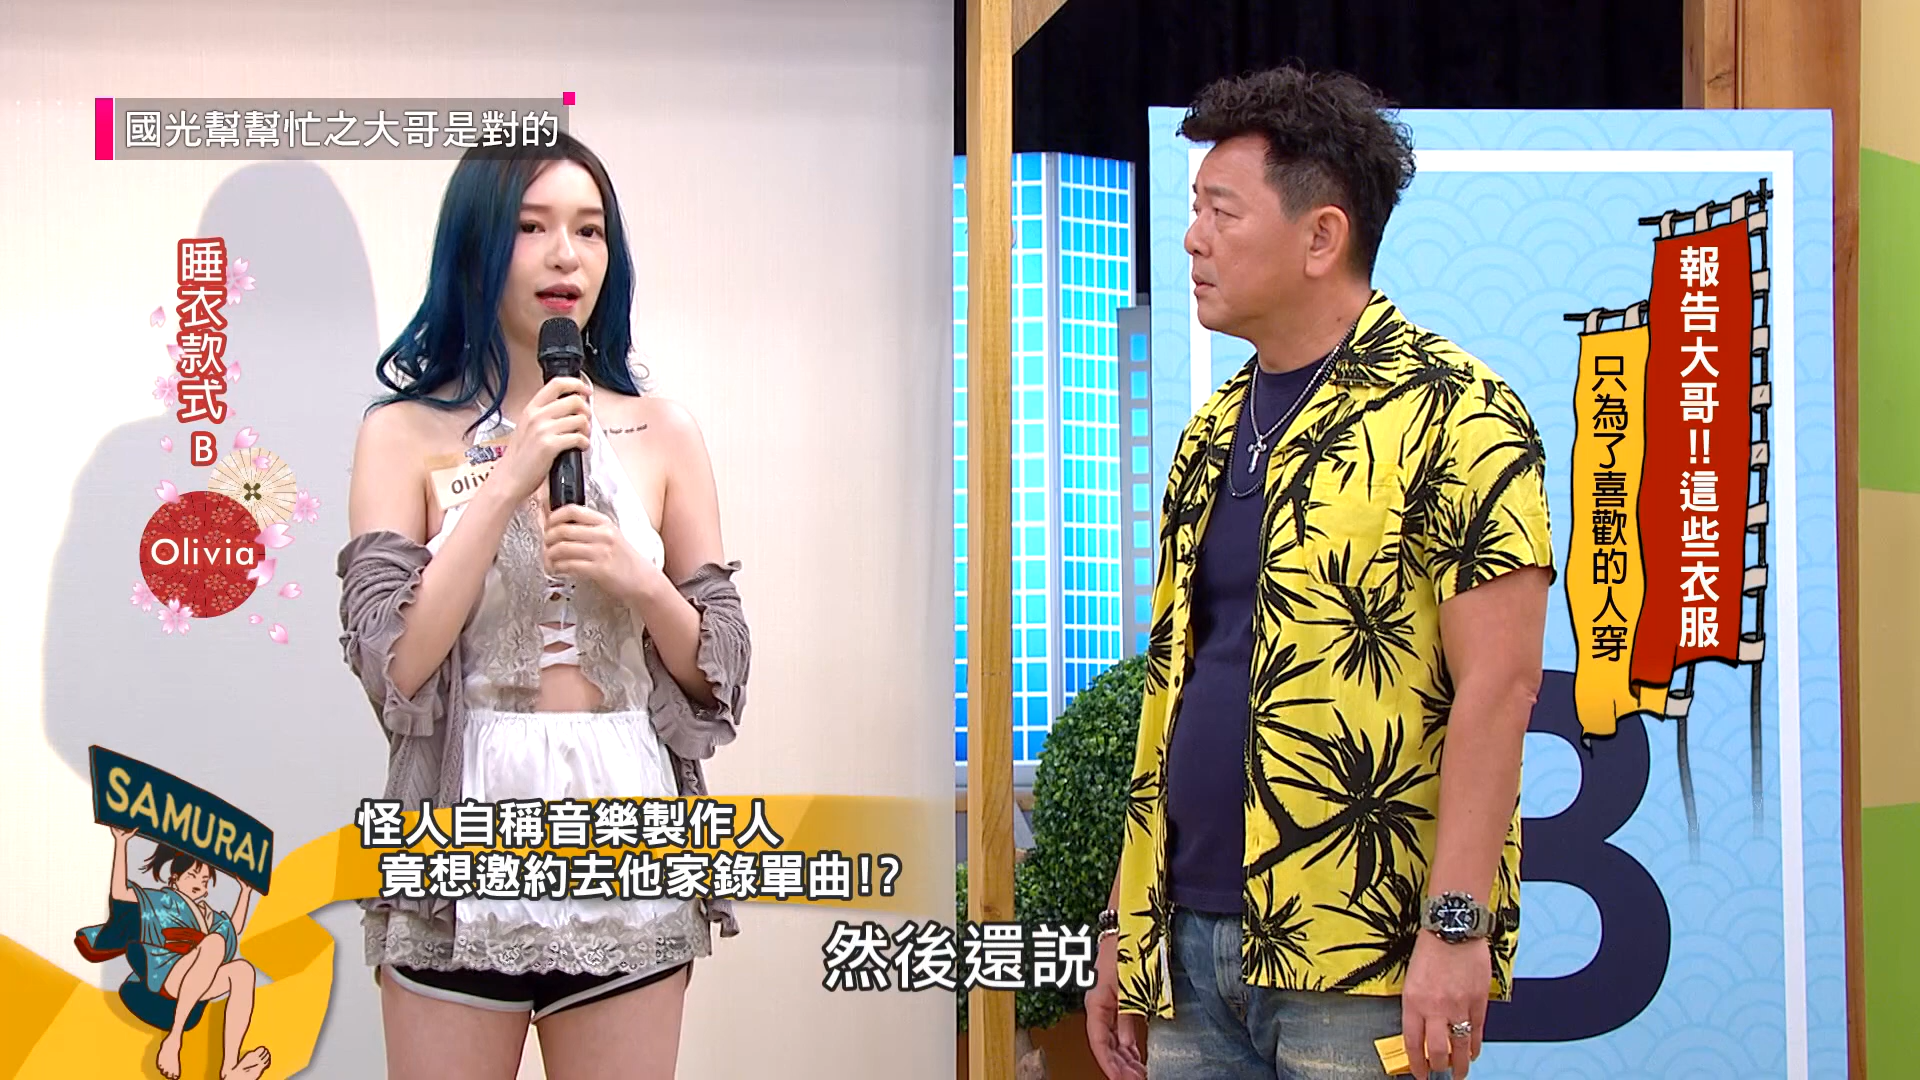 國光幫幫忙之大哥是對的
睡衣款式B
Olivia
Olivi
報告大哥!!這些衣服
只為了喜歡的人穿
B
SAMURAI
怪人自稱音樂製作人
竟想邀約去他家錄單曲!?
然後還說